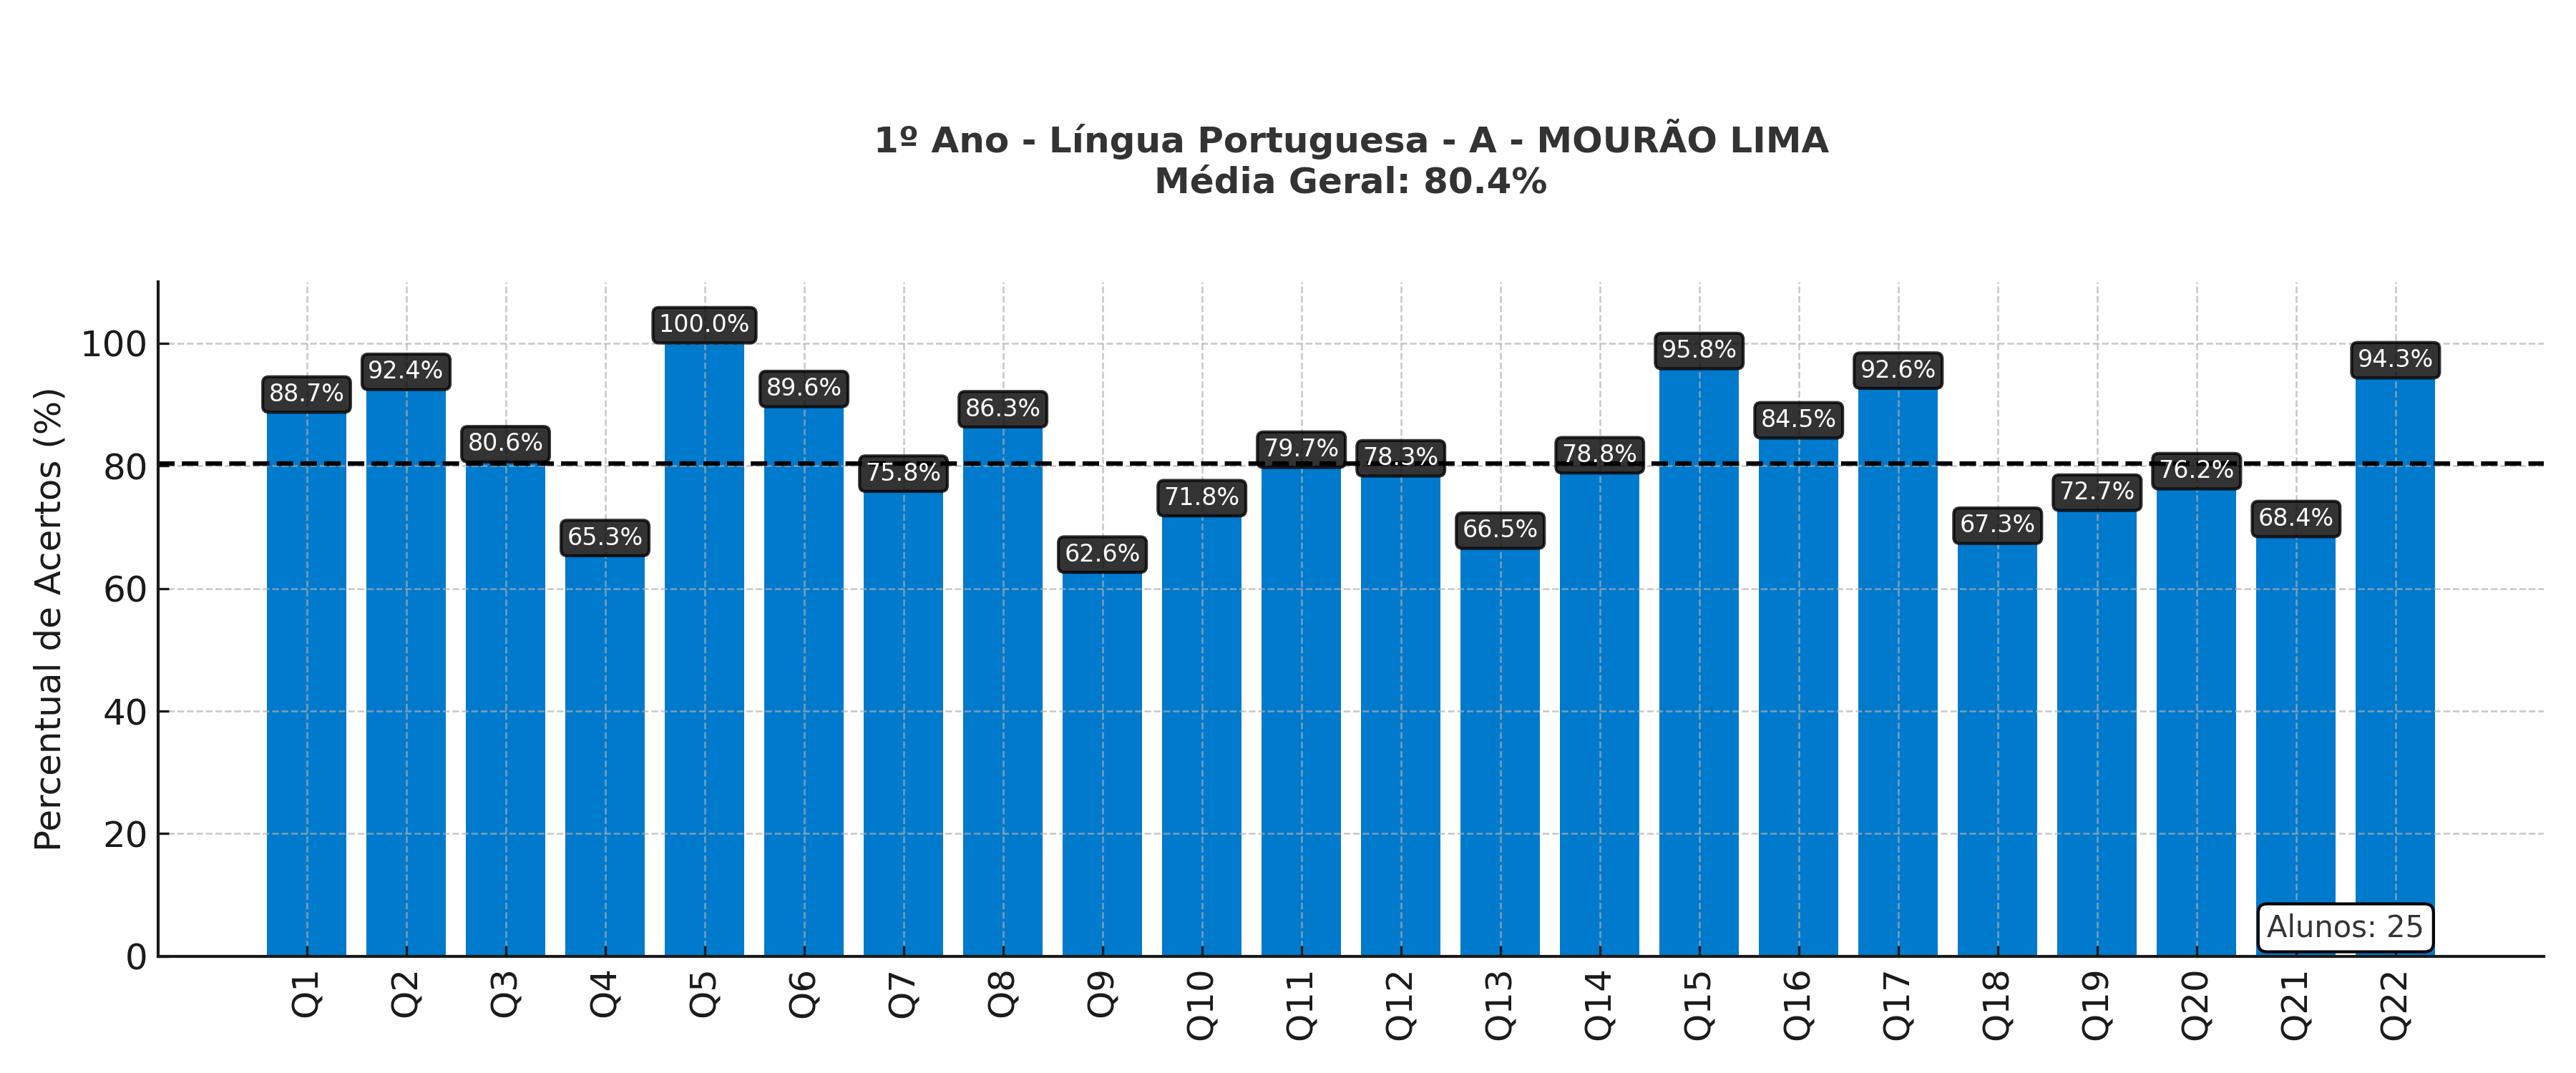 1º Ano - Língua Portuguesa - A - MOURÃO LIMA
Média Geral: 80.4%
Percentual de Acertos (%)
100
80
60
40
20
0
88.7%
92.4%
80.6%
65.3%
100.0%
89.6%
75.8%
86.3%
62.6%
71.8%
79.7%
78.3%
66.5%
78.8%
95.8%
84.5%
92.6%
67.3%
72.7%
76.2%
68.4%
94.3%
Alunos: 25
Q1
Q2
Q3
Q4
Q5
Q6
Q7
Q8
Q9
Q10
Q11
Q12
Q13
Q14
Q15
Q16
Q17
Q18
Q19
Q20
Q21
Q22